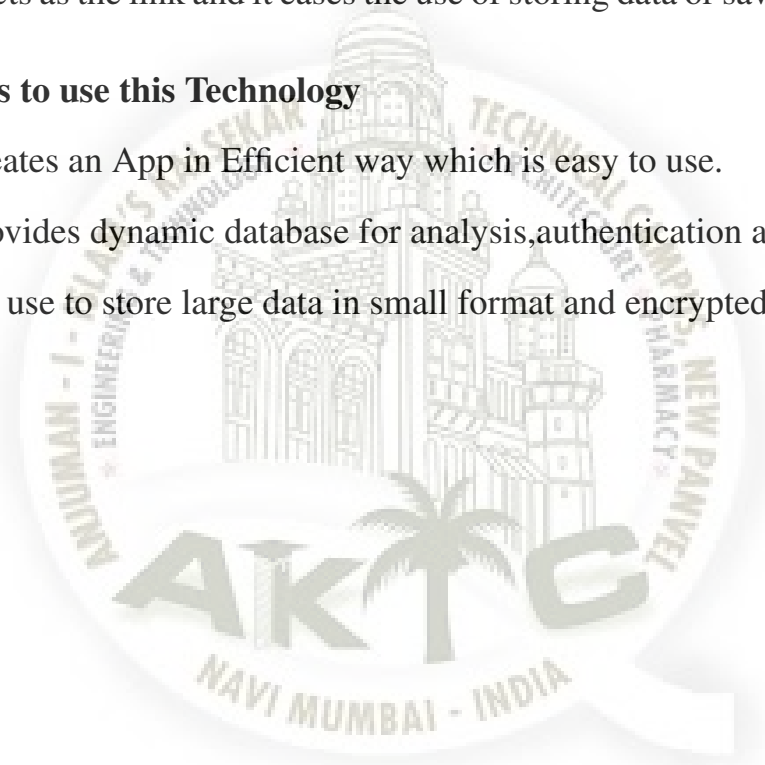 cts as the link and it eases the use of storing data or sav
s to use this Technology
eates an App in Efficient way which is easy to use.
ovides dynamic database for analysis,authentication a
use to store large data in small format and encrypted
ANJUMAN - I - ISLAM'S KALSEKAR TECHNICAL CAMPUS, NEW PANVEL
ENGINEERING & TECHNOLOGY ARCHITECTURE PHARMACY
AKTC
NAVI MUMBAI - INDIA